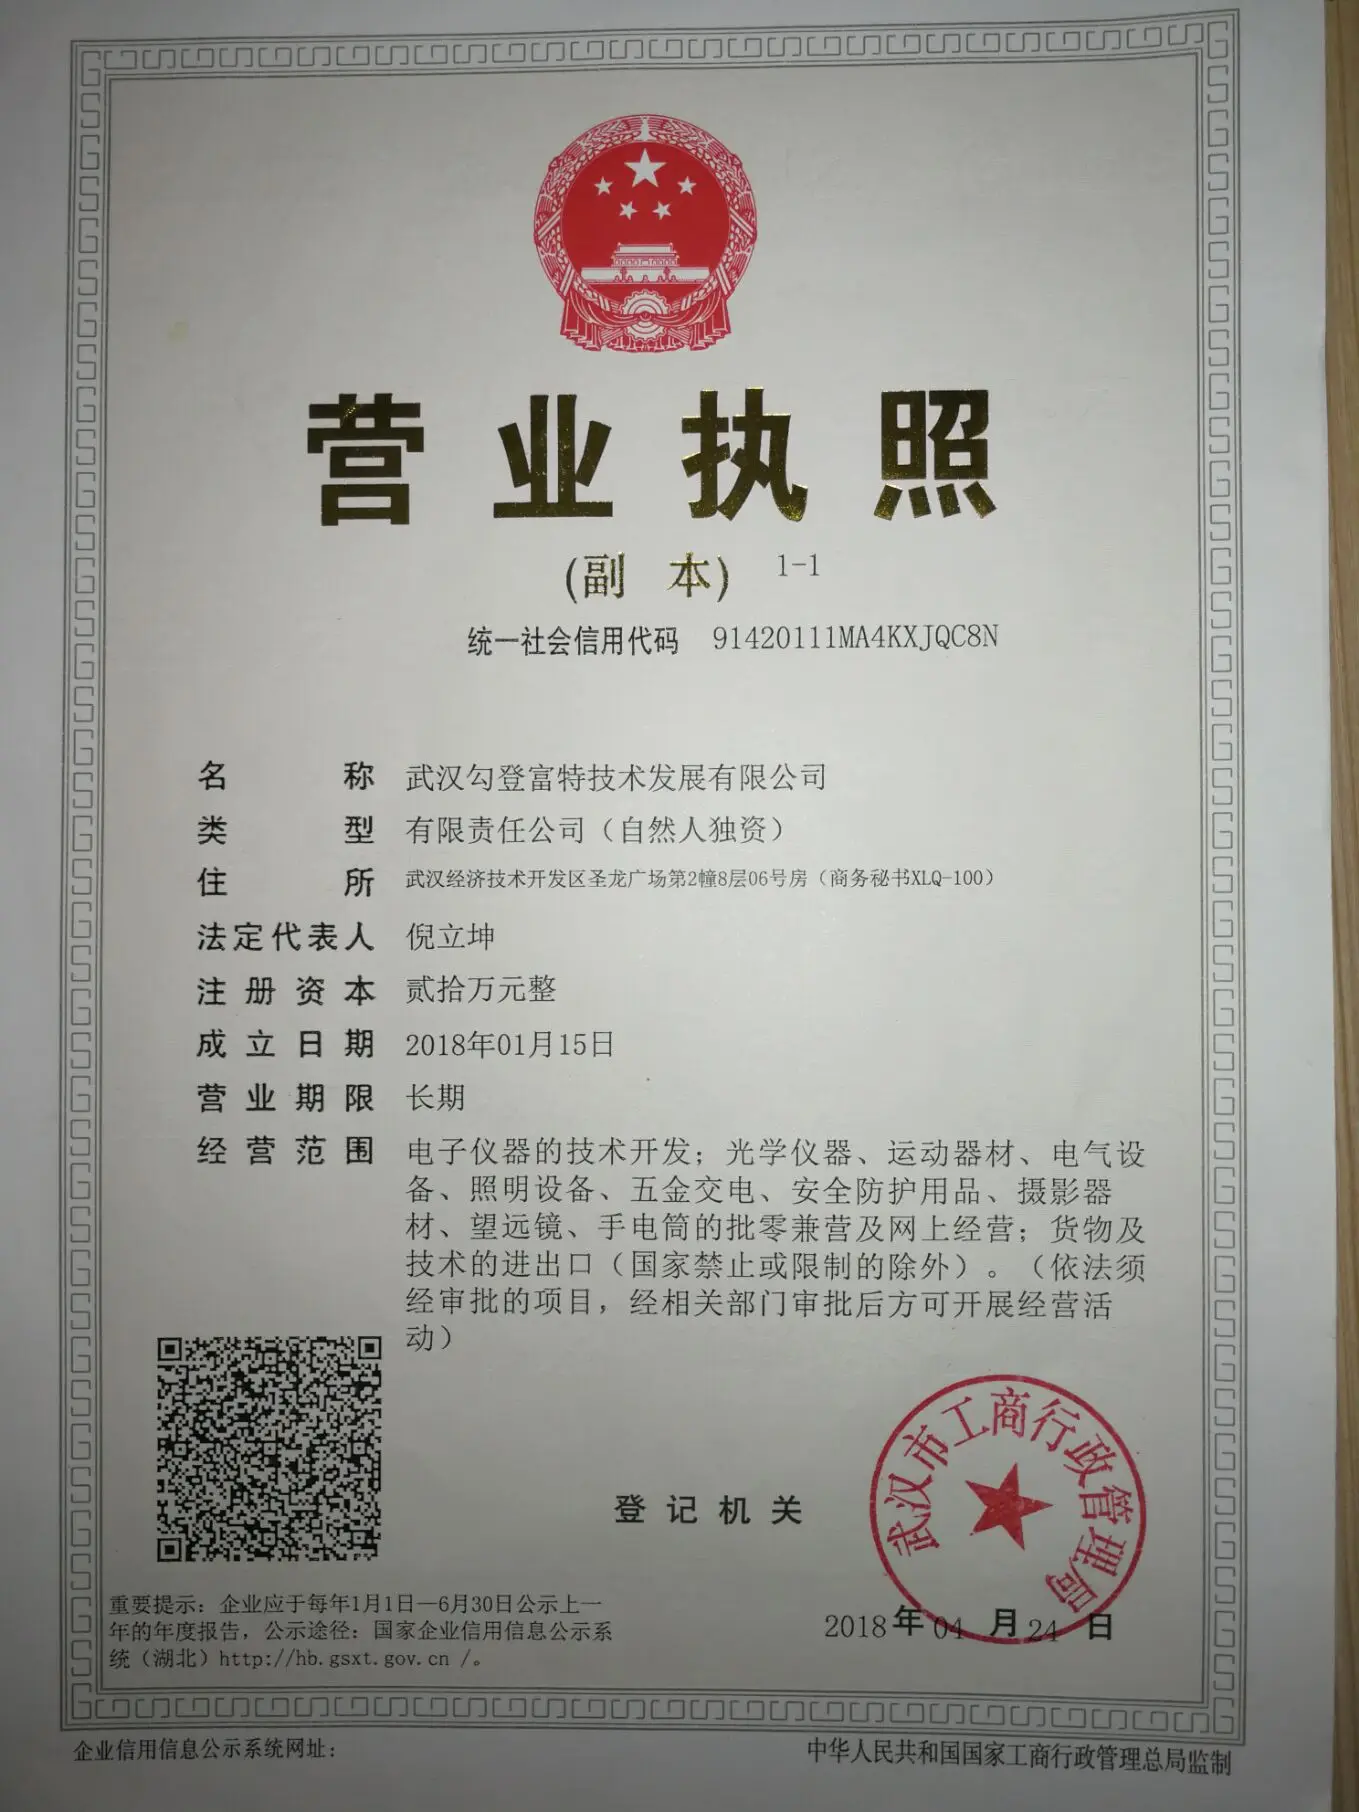 营业执照
(副 本) 1-1
统一社会信用代码 91420111MA4KXJQC8N
名称 武汉勾登富特技术发展有限公司
类型 有限责任公司（自然人独资）
住所 武汉经济技术开发区圣龙广场第2幢8层06号房（商务秘书XLQ-100）
法定代表人 倪立坤
注册资本 贰拾万元整
成立日期 2018年01月15日
营业期限 长期
经营范围 电子仪器的技术开发；光学仪器、运动器材、电气设
备、照明设备、五金交电、安全防护用品、摄影器
材、望远镜、手电筒的批零兼营及网上经营；货物及
技术的进出口（国家禁止或限制的除外）。（依法须
经审批的项目，经相关部门审批后方可开展经营活
动）
登记机关
武汉市工商行政管理局
2018年04月24日
重要提示：企业应于每年1月1日—6月30日公示上一
年的年度报告，公示途径：国家企业信用信息公示系
统（湖北）http://hb.gsxt.gov.cn /。
企业信用信息公示系统网址：
中华人民共和国国家工商行政管理总局监制